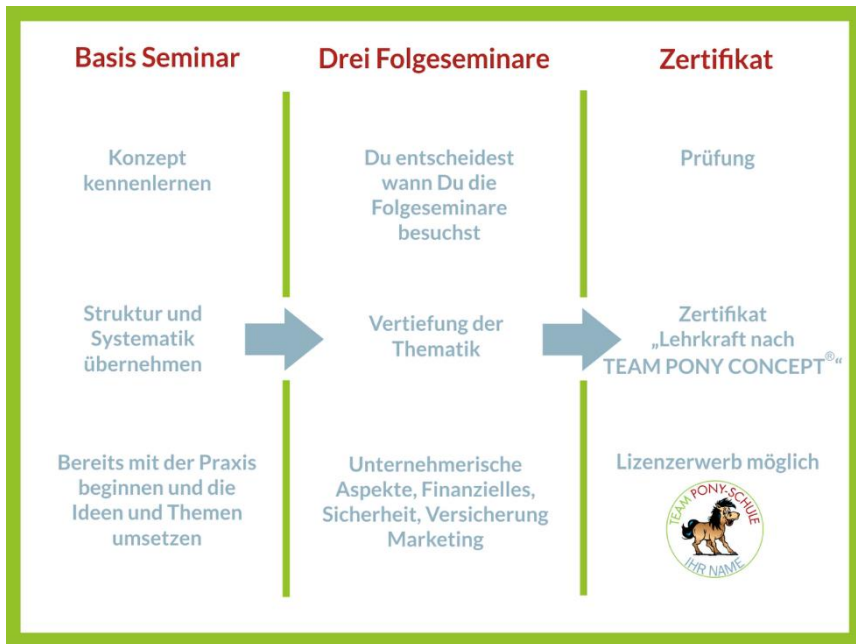 Basis Seminar
Konzept
kennenlernen
Struktur und
Systematik
übernehmen
Bereits mit der Praxis
beginnen und die
Ideen und Themen
umsetzen
Drei Folgeseminare
Du entscheidest
wann Du die
Folgeseminare
besuchst
Vertiefung der
Thematik
Unternehmerische
Aspekte, Finanzielles,
Sicherheit, Versicherung
Marketing
Zertifikat
Prüfung
Zertifikat
„Lehrkraft nach
TEAM PONY CONCEPT®“
Lizenzerwerb möglich
TEAM PONY-SCHULE
IHR NAME